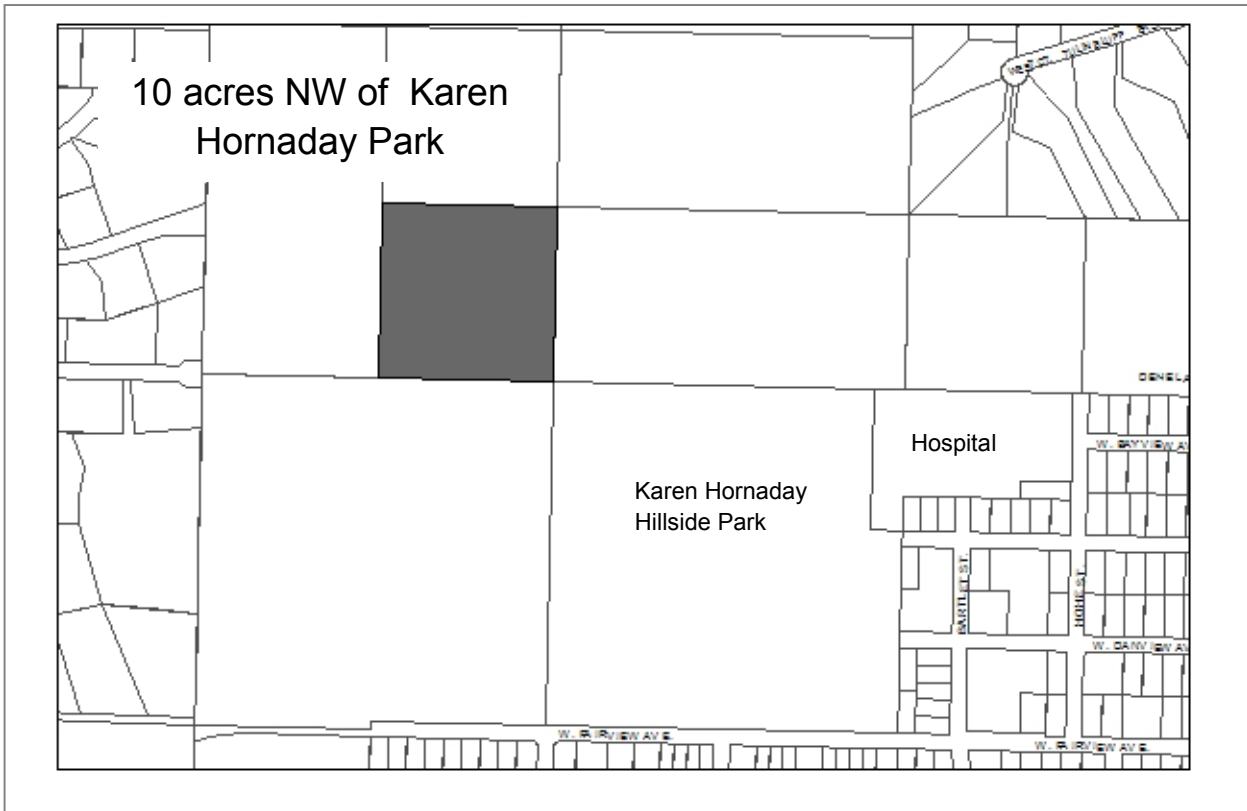 10 acres NW of Karen
Hornaday Park
Hospital
Karen Hornaday
Hillside Park
W. BAYVIEW AV
BARTLETT ST.
HOHE ST.
W. DANVIEW AV
W. FAIRVIEW AVE.
W. FAIRVIEW AVE.